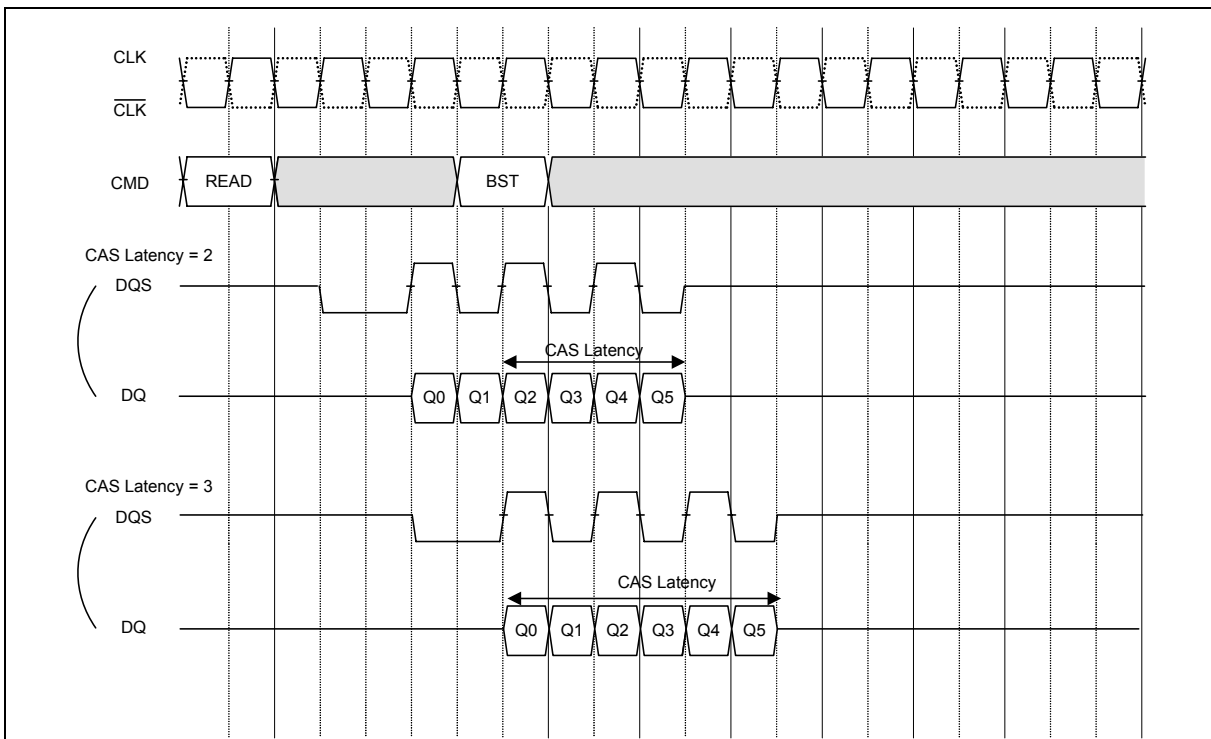 CLK
CLK
CMD READ BST
CAS Latency = 2
DQS
CAS Latency
DQ Q0 Q1 Q2 Q3 Q4 Q5
CAS Latency = 3
DQS
CAS Latency
DQ Q0 Q1 Q2 Q3 Q4 Q5